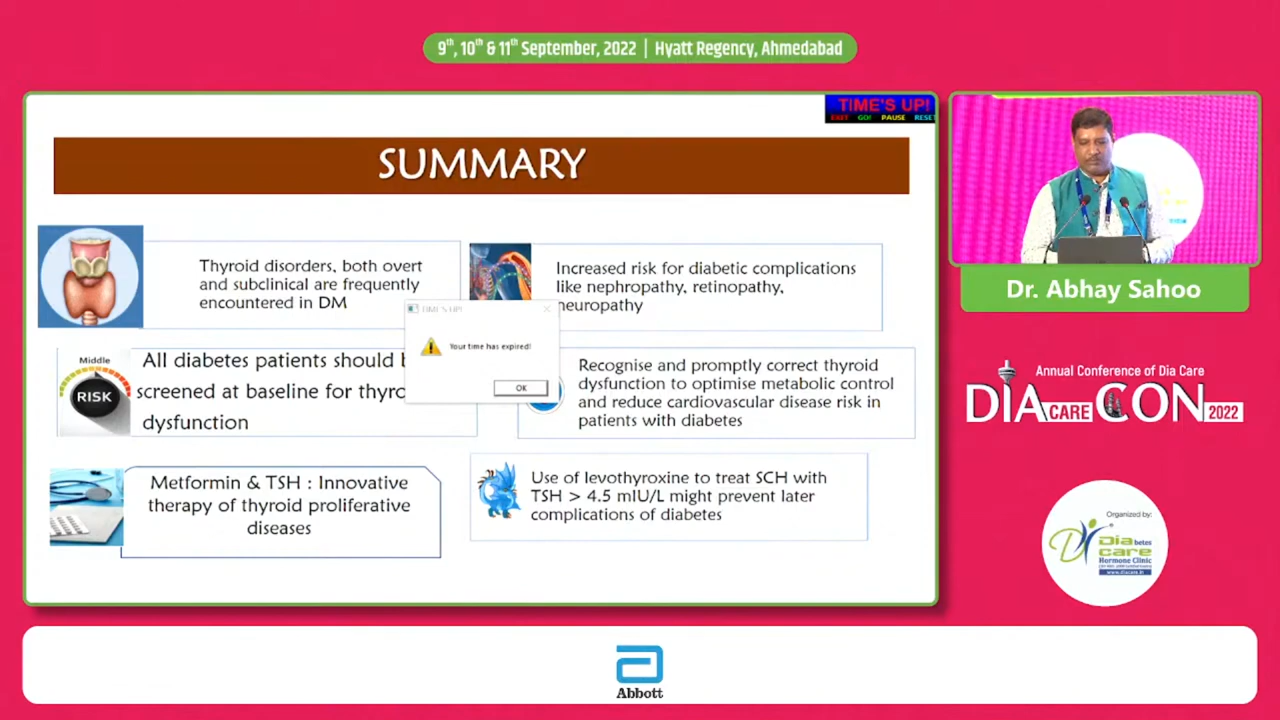 9th, 10th & 11th September, 2022 | Hyatt Regency, Ahmedabad
TIME'S UP!
EXIT GO! PAUSE RESET
SUMMARY
Thyroid disorders, both overt
and subclinical are frequently
encountered in DM
Increased risk for diabetic complications
like nephropathy, retinopathy,
neuropathy
TIME'S UP!
Your time has expired!
OK
Middle
RISK
All diabetes patients should
screened at baseline for thyro
dysfunction
Recognise and promptly correct thyroid
dysfunction to optimise metabolic control
and reduce cardiovascular disease risk in
patients with diabetes
Metformin & TSH : Innovative
therapy of thyroid proliferative
diseases
Use of levothyroxine to treat SCH with
TSH > 4.5 mIU/L might prevent later
complications of diabetes
Dr. Abhay Sahoo
Annual Conference of Dia Care
DIA CARE CON 2022
Organized by:
Diabetes
care
Hormone Clinic
www.diacare.in
Abbott